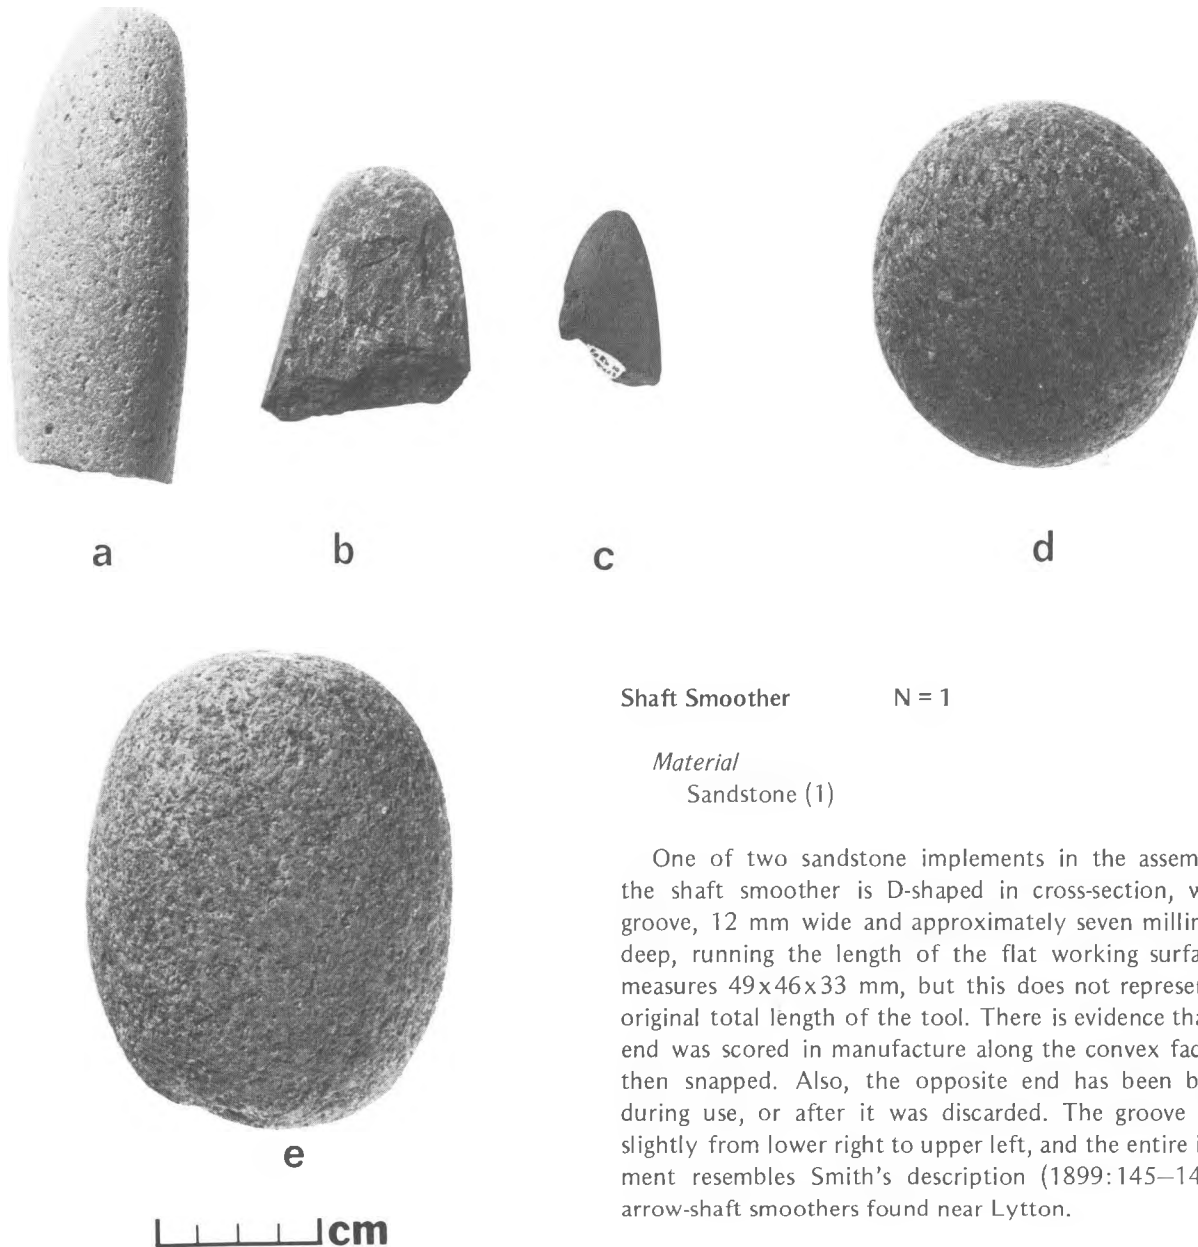 a
b
c
d
e
cm
Shaft Smoother N = 1
Material
Sandstone (1)
One of two sandstone implements in the assem
the shaft smoother is D-shaped in cross-section, w
groove, 12 mm wide and approximately seven millin
deep, running the length of the flat working surfa
measures 49x46x33 mm, but this does not represen
original total length of the tool. There is evidence tha
end was scored in manufacture along the convex fac
then snapped. Also, the opposite end has been b
during use, or after it was discarded. The groove
slightly from lower right to upper left, and the entire i
ment resembles Smith's description (1899:145–14
arrow-shaft smoothers found near Lytton.